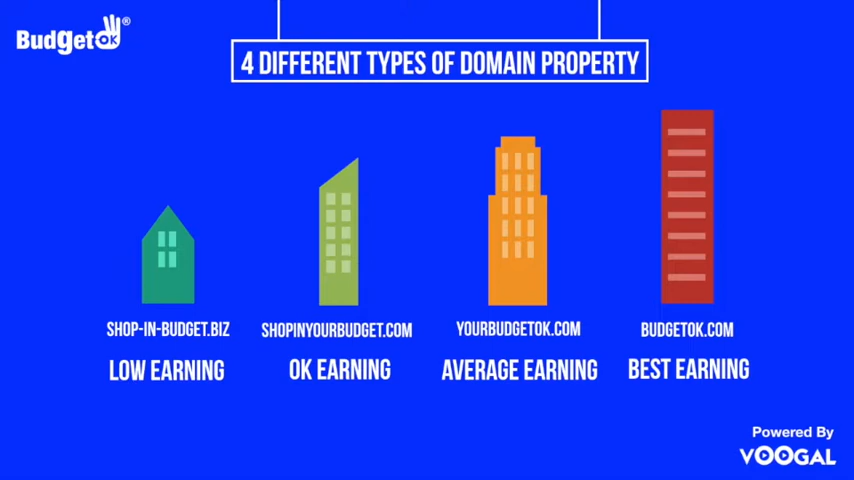 BudgetOK®
4 DIFFERENT TYPES OF DOMAIN PROPERTY
SHOP-IN-BUDGET.BIZ
SHOPINYOURBUDGET.COM
YOURBUDGETOK.COM
BUDGETOK.COM
LOW EARNING
OK EARNING
AVERAGE EARNING
BEST EARNING
Powered By
VOOGAL